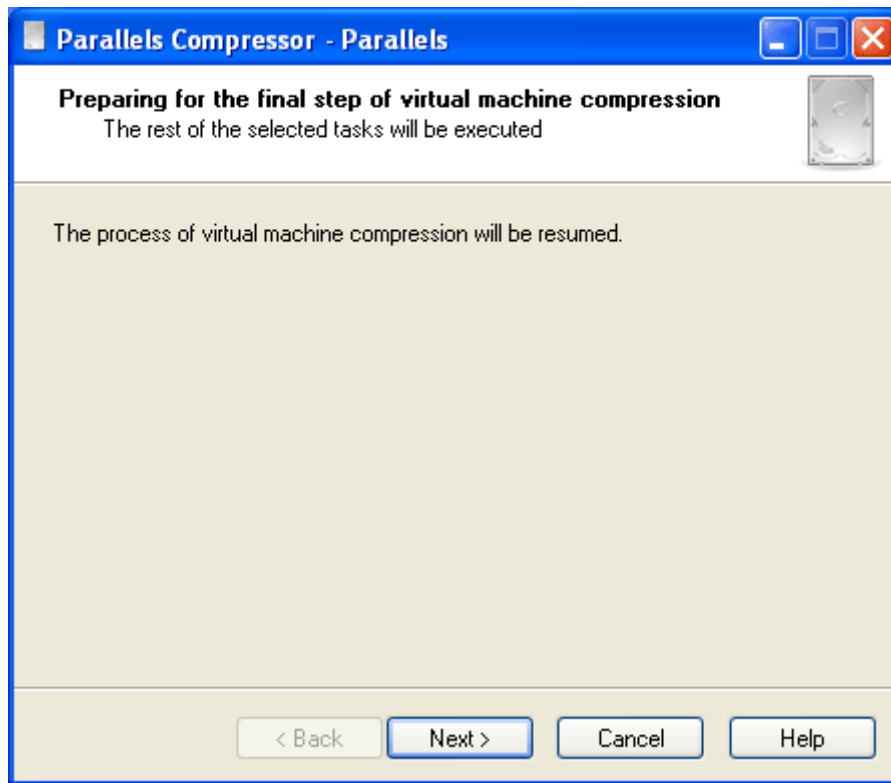 Parallels Compressor - Parallels
Preparing for the final step of virtual machine compression
The rest of the selected tasks will be executed
The process of virtual machine compression will be resumed.
< Back Next > Cancel Help